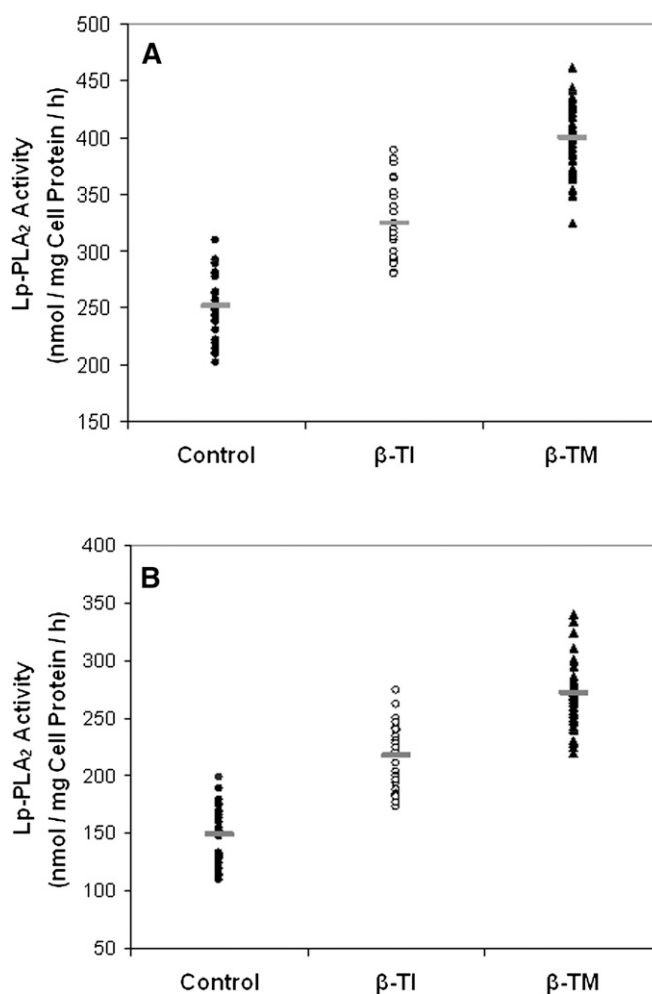 A
500
450
400
350
300
250
200
150
Lp-PLA₂ Activity
(nmol / mg Cell Protein / h)
Control β-TI β-TM
B
400
350
300
250
200
150
100
50
Lp-PLA₂ Activity
(nmol / mg Cell Protein / h)
Control β-TI β-TM